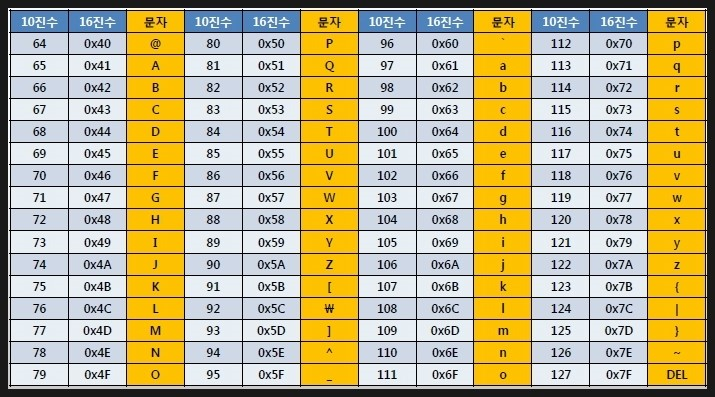 10진수 16진수 문자 10진수 16진수 문자 10진수 16진수 문자 10진수 16진수 문자
64 0x40 @ 80 0x50 P 96 0x60 ` 112 0x70 p
65 0x41 A 81 0x51 Q 97 0x61 a 113 0x71 q
66 0x42 B 82 0x52 R 98 0x62 b 114 0x72 r
67 0x43 C 83 0x53 S 99 0x63 c 115 0x73 s
68 0x44 D 84 0x54 T 100 0x64 d 116 0x74 t
69 0x45 E 85 0x55 U 101 0x65 e 117 0x75 u
70 0x46 F 86 0x56 V 102 0x66 f 118 0x76 v
71 0x47 G 87 0x57 W 103 0x67 g 119 0x77 w
72 0x48 H 88 0x58 X 104 0x68 h 120 0x78 x
73 0x49 I 89 0x59 Y 105 0x69 i 121 0x79 y
74 0x4A J 90 0x5A Z 106 0x6A j 122 0x7A z
75 0x4B K 91 0x5B [ 107 0x6B k 123 0x7B {
76 0x4C L 92 0x5C ₩ 108 0x6C l 124 0x7C |
77 0x4D M 93 0x5D ] 109 0x6D m 125 0x7D }
78 0x4E N 94 0x5E ^ 110 0x6E n 126 0x7E ~
79 0x4F O 95 0x5F _ 111 0x6F o 127 0x7F DEL